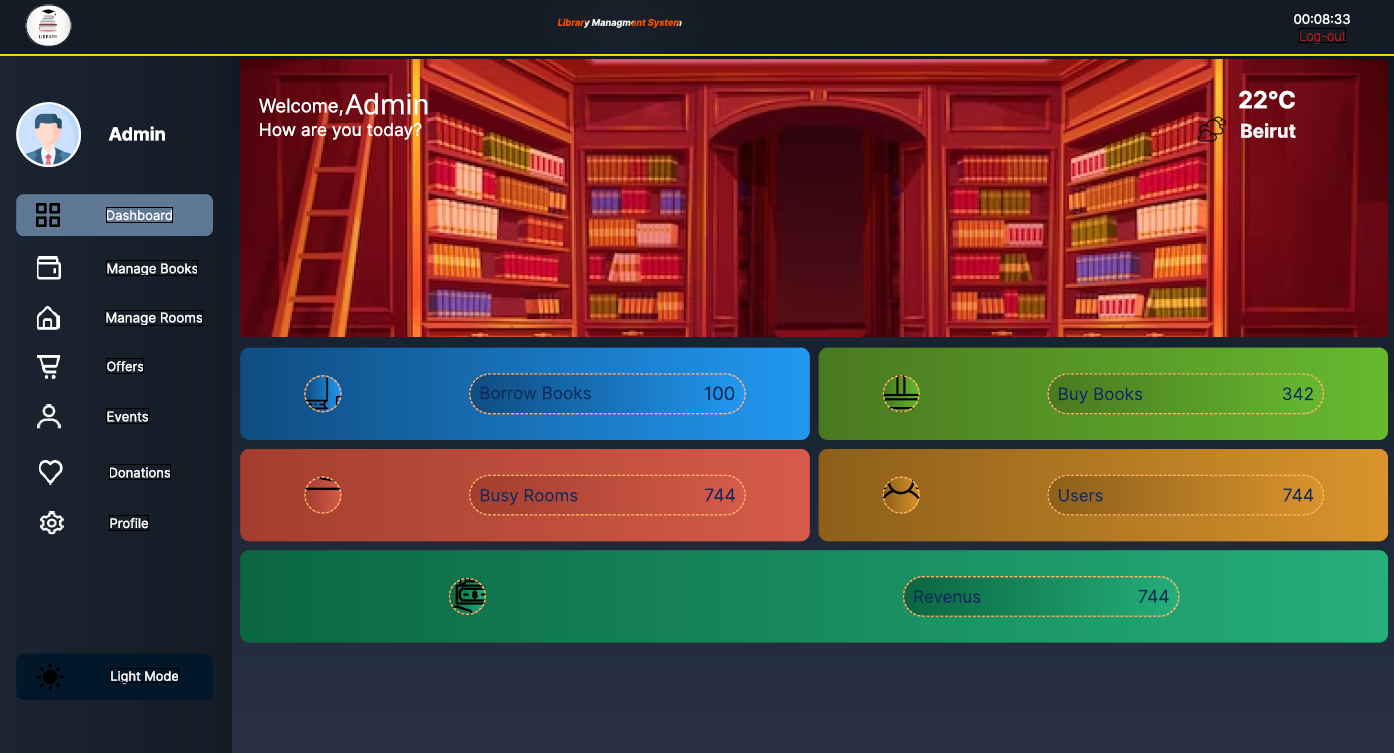 LIBRARY
Library Managment System
00:08:33
Log-out
Admin
Dashboard
Manage Books
Manage Rooms
Offers
Events
Donations
Profile
Light Mode
Welcome,Admin
How are you today?
22°C
Beirut
Borrow Books 100
Buy Books 342
Busy Rooms 744
Users 744
Revenus 744